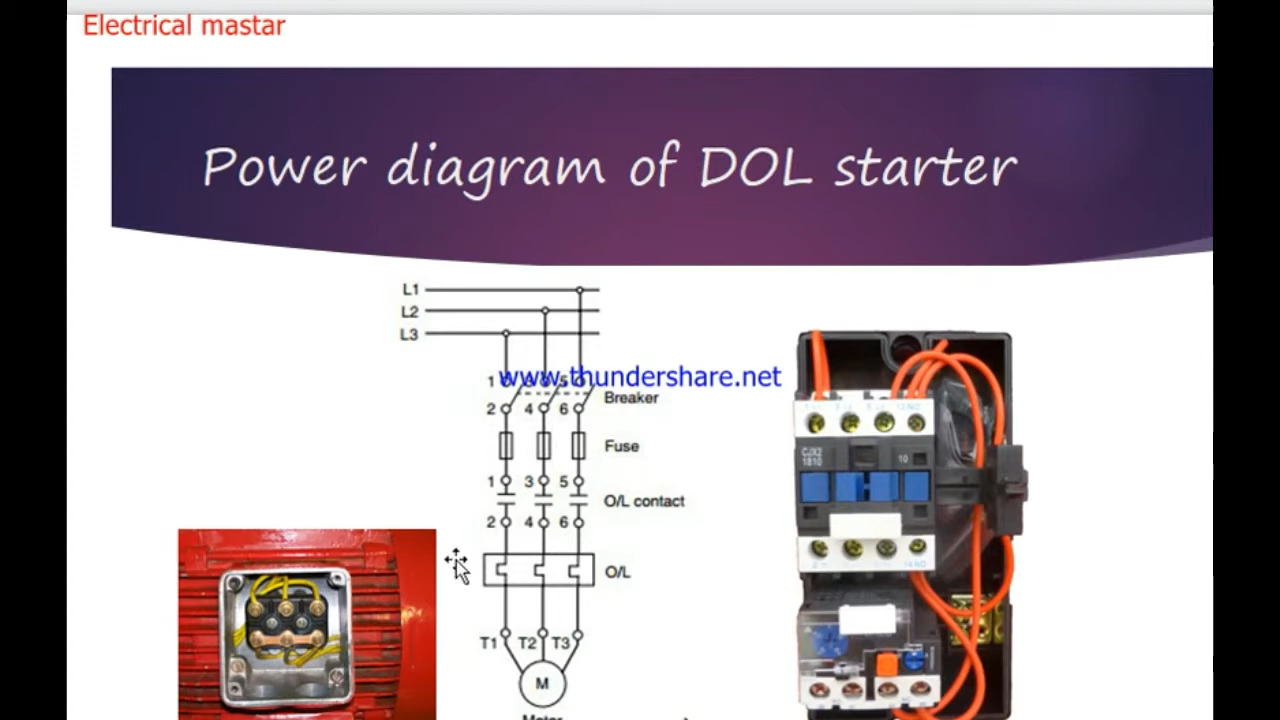 Electrical mastar
Power diagram of DOL starter
L1
L2
L3
www.thundershare.net
1
Breaker
2 4 6
Fuse
1 3 5
O/L contact
2 4 6
O/L
T1 T2 T3
M
Motor
CJX2
1810
10